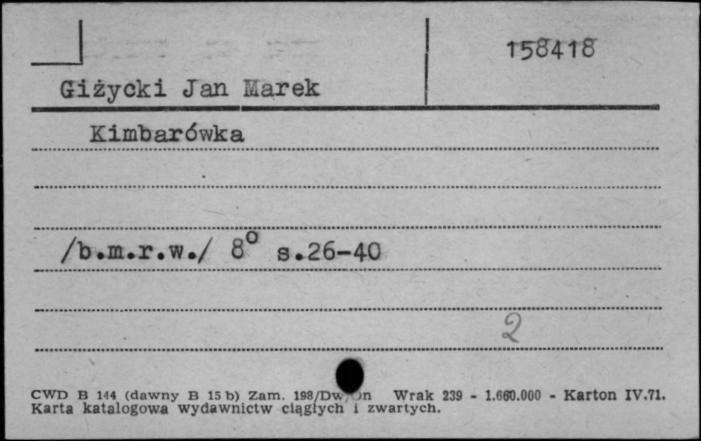 158418
Giżycki Jan Marek
Kimbarówka
/b.m.r.w./ 8° s.26-40
2
CWD B 144 (dawny B 15 b) Zam. 198/Dw/ n Wrak 239 - 1.660.000 - Karton IV.71.
Karta katalogowa wydawnictw ciągłych i zwartych.